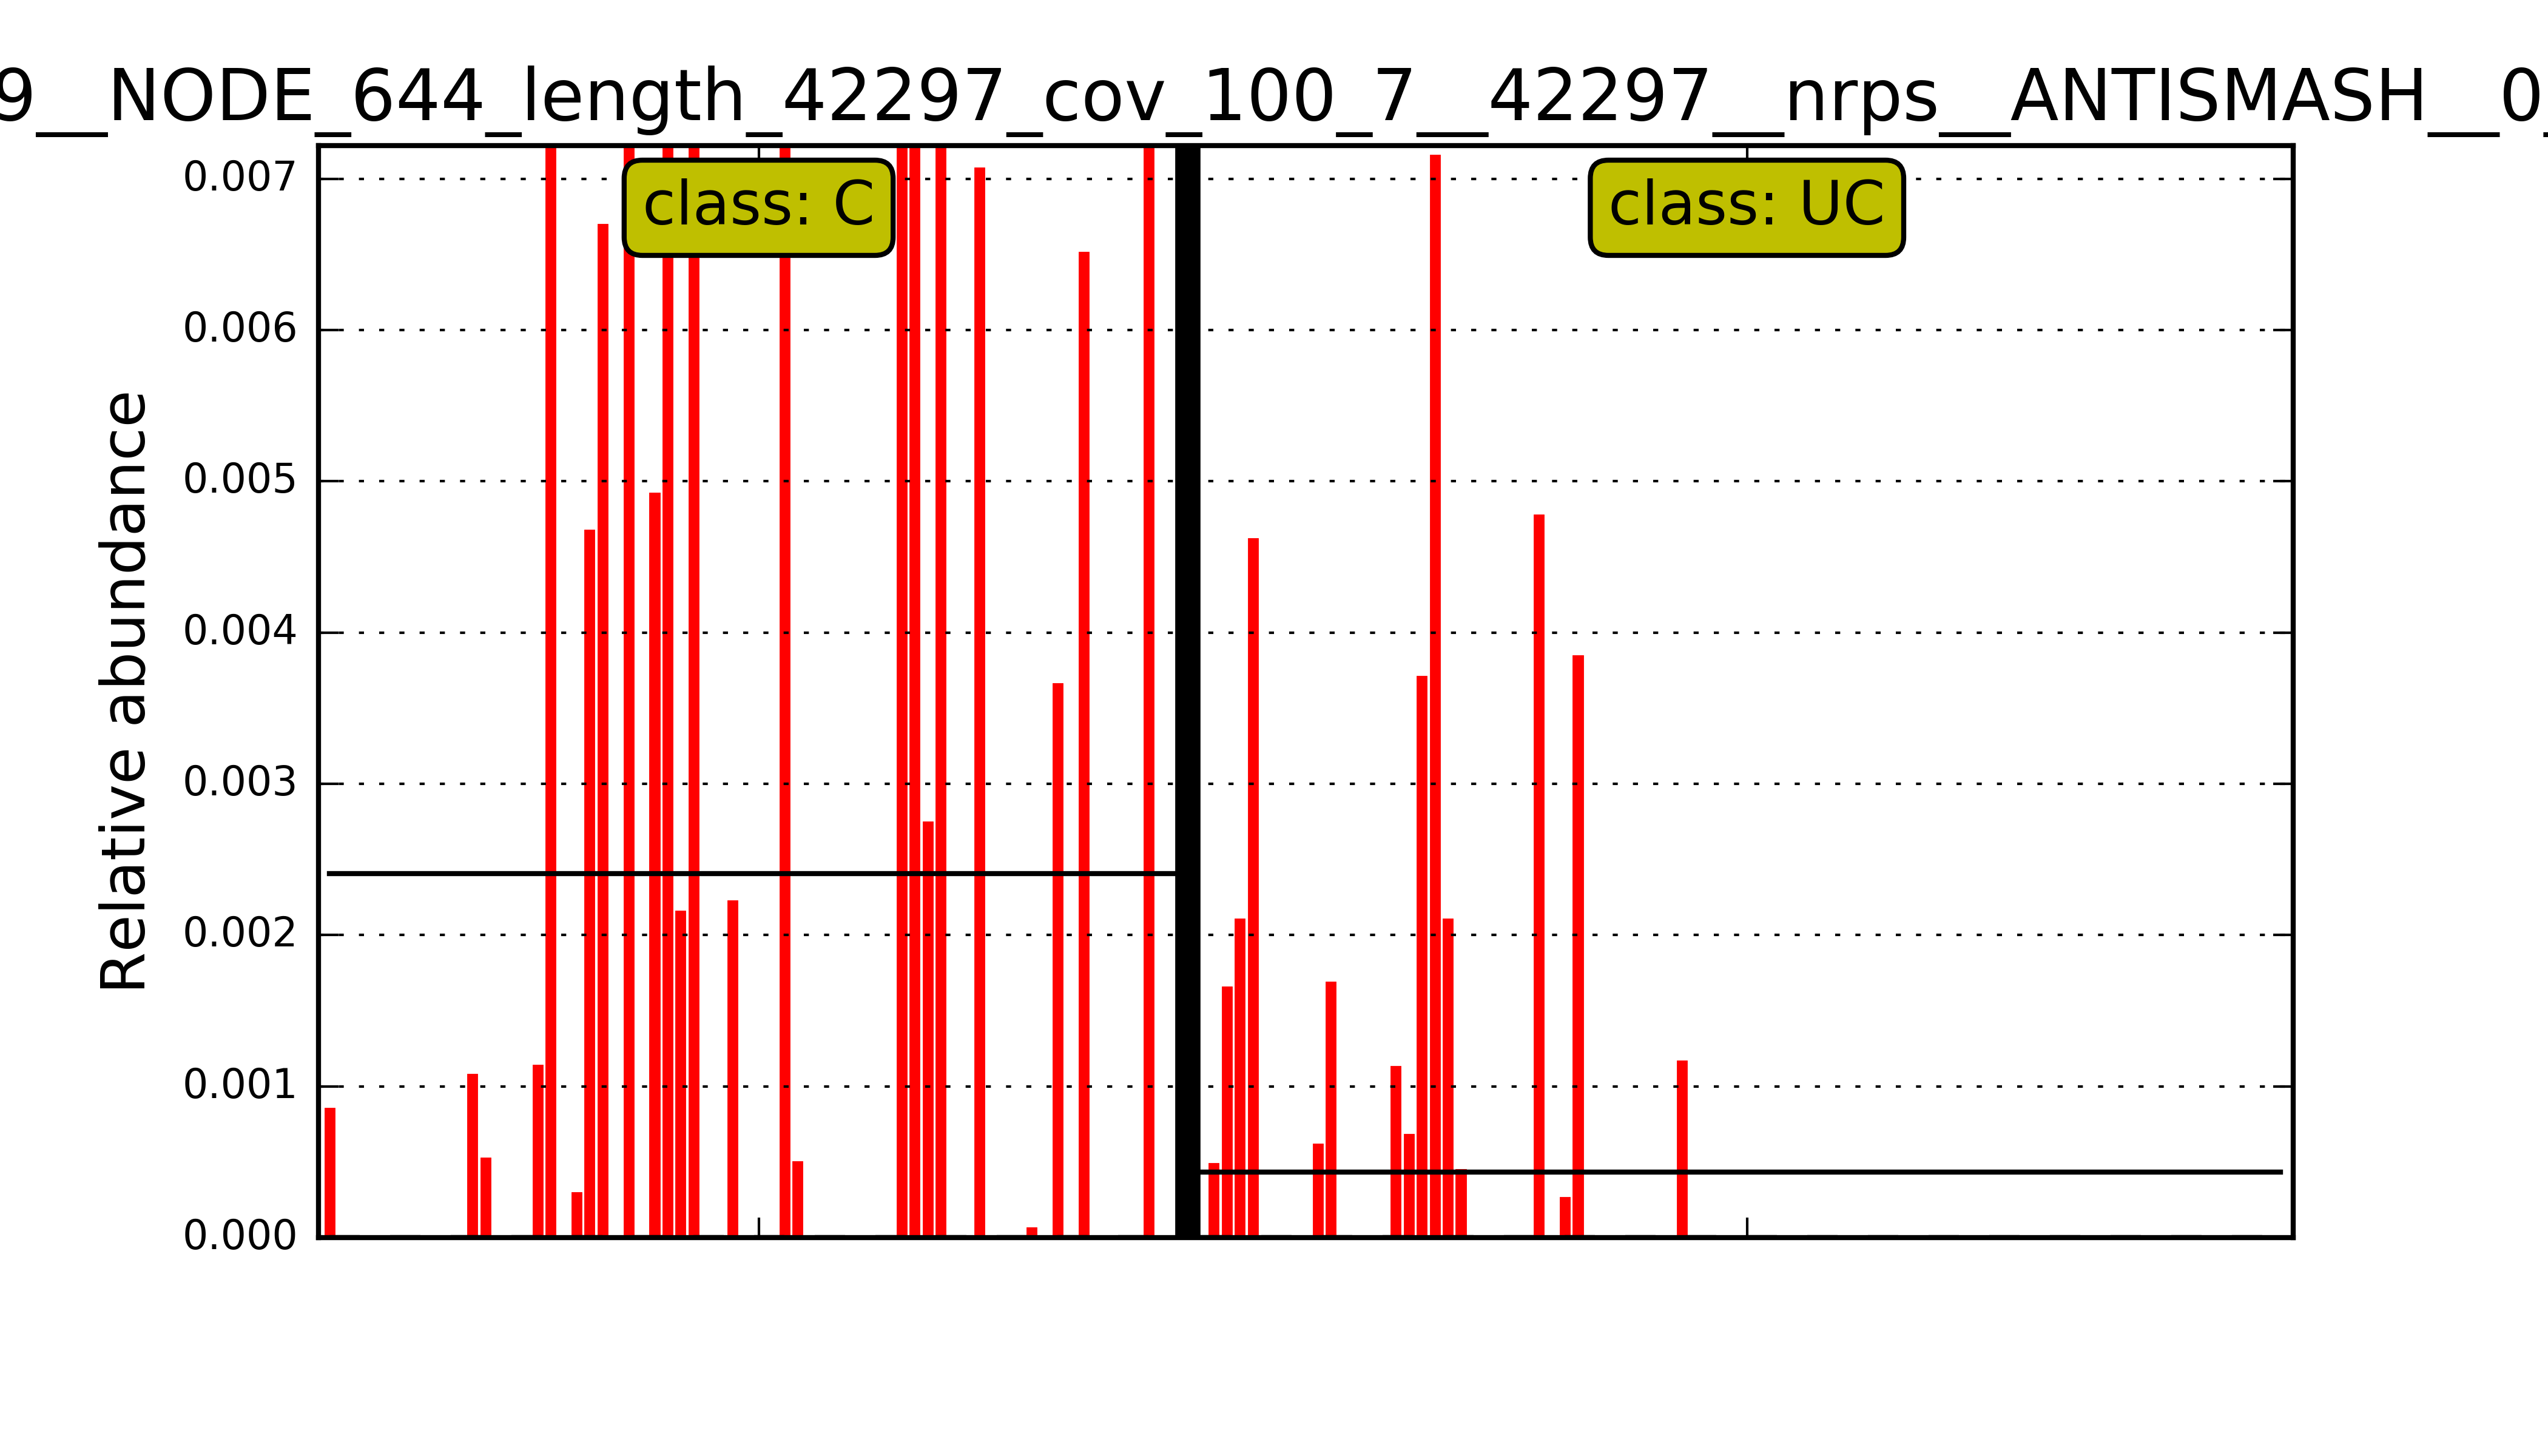 9__NODE_644_length_42297_cov_100_7__42297__nrps__ANTISMASH__0_
class: C
class: UC
Relative abundance
0.007
0.006
0.005
0.004
0.003
0.002
0.001
0.000